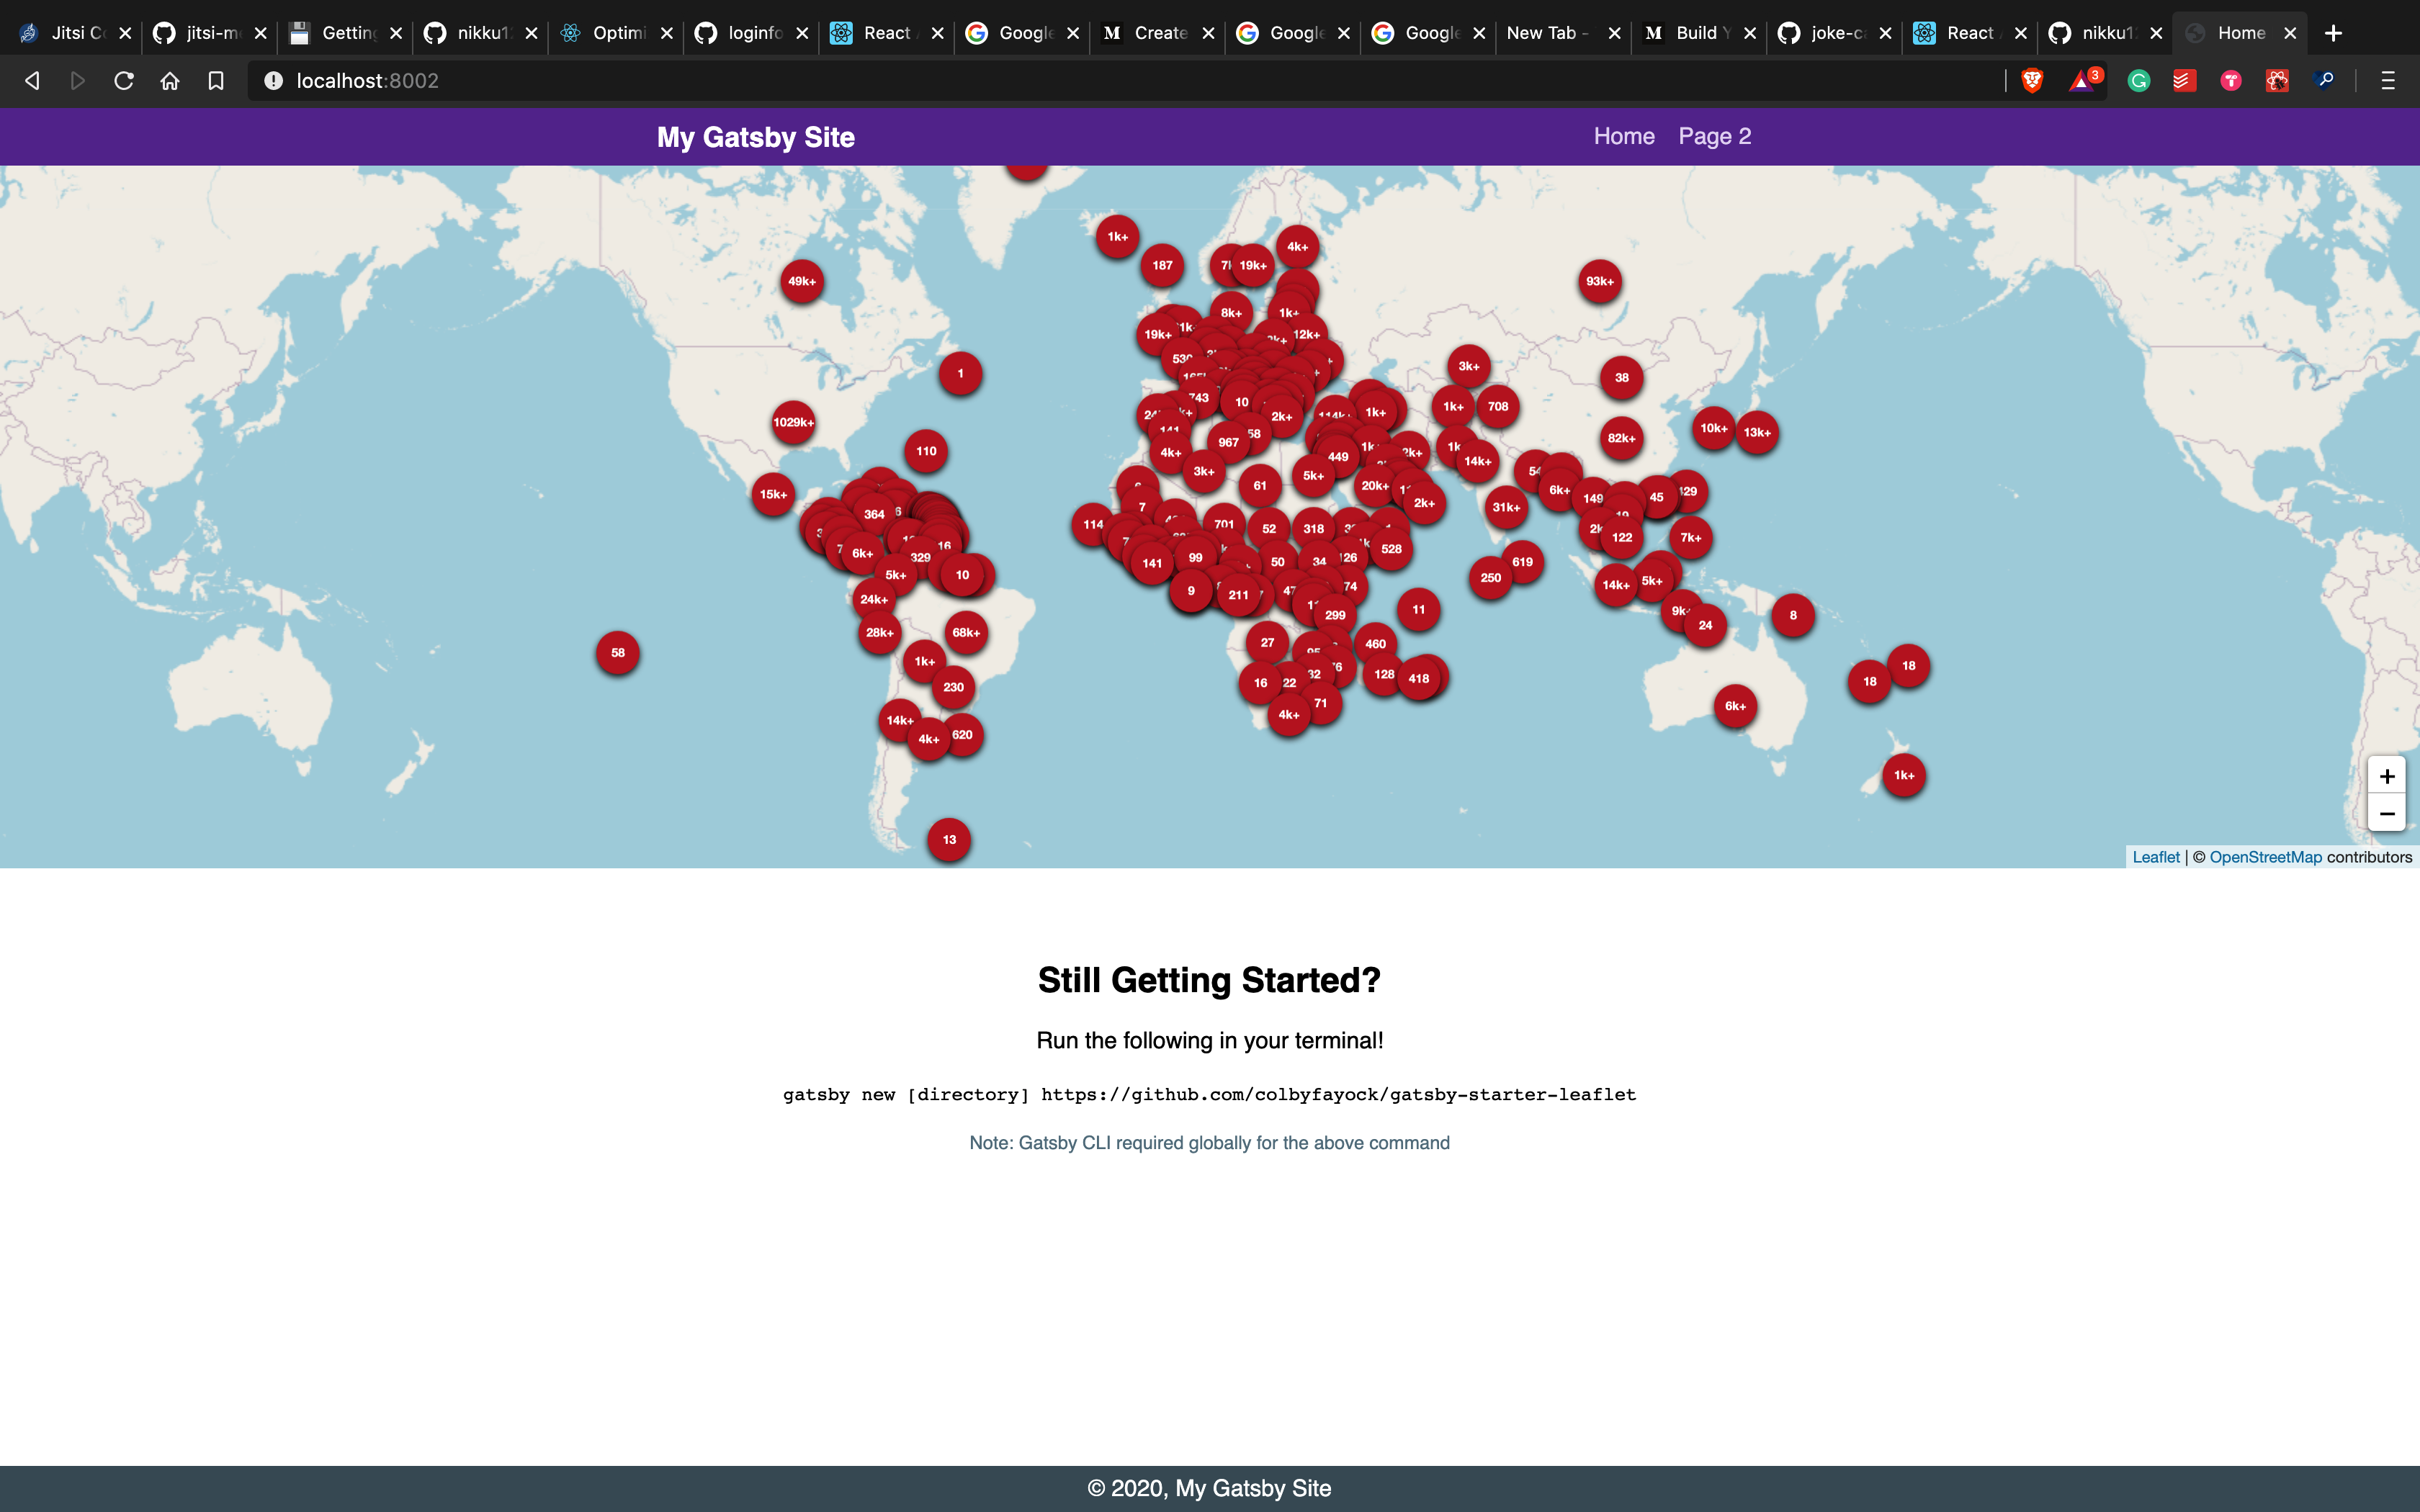 Jitsi
jitsi-m
Getting
nikku1
Optimi
loginfo
React
Google
Create
Google
Google
New Tab -
Build
joke-c
React
nikku1
Home
localhost:8002
3
My Gatsby Site
Home
Page 2
1k+
187
4k+
19k+
49k+
93k+
8k+
1k+
19k+
12k+
530
1
3k+
38
743
10
2k+
1k+
1k+
708
1029k+
10k+
13k+
82k+
967
58
110
4k+
449
2k+
14k+
3k+
5k+
61
20k+
15k+
6k+
149
45
129
2k+
31k+
364
7
114
701
52
318
122
7k+
6k+
329
16
141
99
50
34
126
528
619
5k+
10
250
14k+
5k+
9
211
47
74
24k+
299
11
24
8
28k+
68k+
27
460
58
1k+
18
18
230
16
22
32
128
418
14k+
4k+
620
4k+
71
6k+
1k+
13
+
−
Leaflet | © OpenStreetMap contributors
Still Getting Started?
Run the following in your terminal!
gatsby new [directory] https://github.com/colbyfayock/gatsby-starter-leaflet
Note: Gatsby CLI required globally for the above command
© 2020, My Gatsby Site